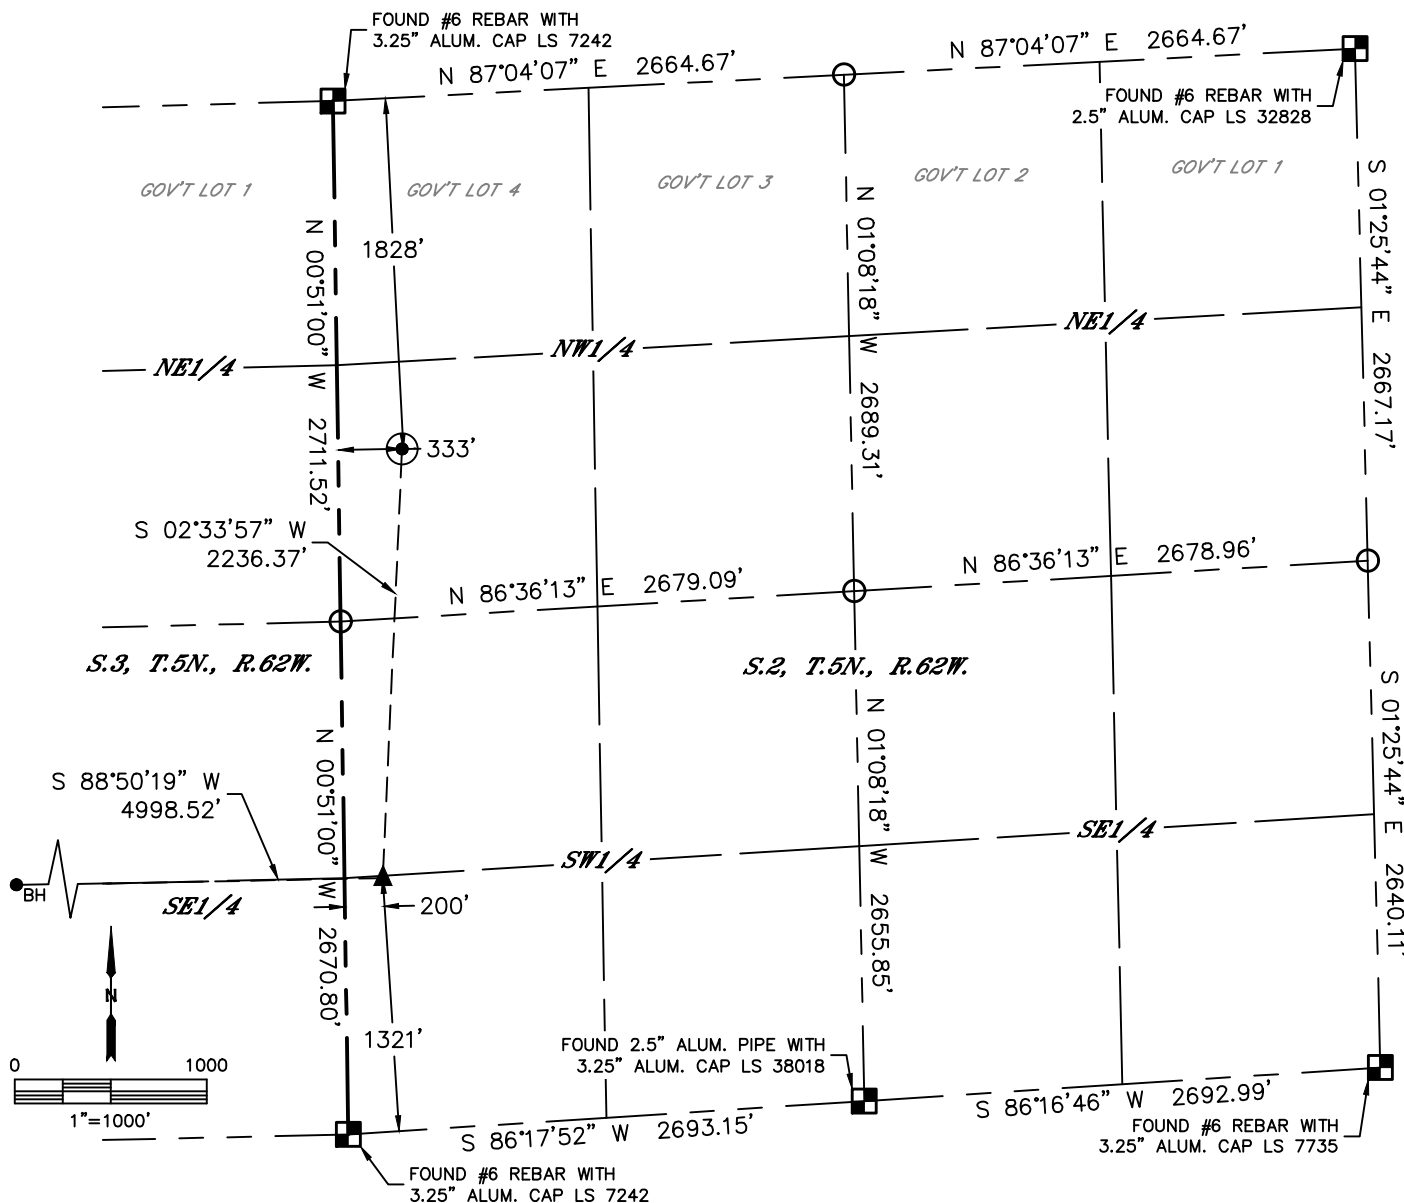 FOUND #6 REBAR WITH
3.25" ALUM. CAP LS 7242
N 87°04'07" E 2664.67'
N 87°04'07" E 2664.67'
FOUND #6 REBAR WITH
2.5" ALUM. CAP LS 32828
GOV'T LOT 1
GOV'T LOT 4
GOV'T LOT 3
GOV'T LOT 2
GOV'T LOT 1
1828'
N 00°51'00" W 2711.52'
N 01°08'18" W 2689.31'
S 01°25'44" E 2667.17'
NE1/4
NW1/4
NE1/4
333'
S 02°33'57" W
2236.37'
N 86°36'13" E 2679.09'
N 86°36'13" E 2678.96'
S.3, T.5N., R.62W.
S.2, T.5N., R.62W.
N 00°51'00" W 2670.80'
N 01°08'18" W 2655.85'
S 01°25'44" E 2640.11'
S 88°50'19" W
4998.52'
BH
SE1/4
SW1/4
SE1/4
200'
N
1321'
0 1000
1"=1000'
FOUND 2.5" ALUM. PIPE WITH
3.25" ALUM. CAP LS 38018
S 86°17'52" W 2693.15'
S 86°16'46" W 2692.99'
FOUND #6 REBAR WITH
3.25" ALUM. CAP LS 7735
FOUND #6 REBAR WITH
3.25" ALUM. CAP LS 7242